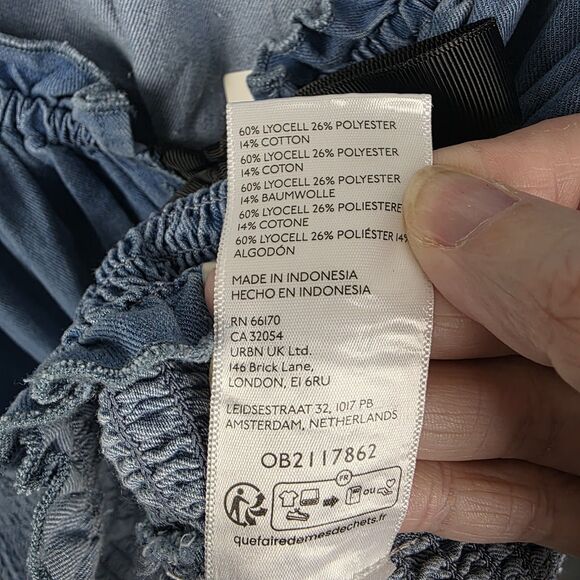 60% LYOCELL 26% POLYESTER
14% COTTON
60% LYOCELL 26% POLYESTER
14% COTON
60% LYOCELL 26% POLYESTER
14% BAUMWOLLE
60% LYOCELL 26% POLIESTERE
14% COTONE
60% LYOCELL 26% POLIÉSTER 14%
ALGODÓN
MADE IN INDONESIA
HECHO EN INDONESIA
RN 66170
CA 32054
URBN UK Ltd.
146 Brick Lane,
LONDON, E1 6RU
LEIDSESTRAAT 32, 1017 PB
AMSTERDAM, NETHERLANDS
OB2117862
FR
ou
quefairedemesdechets.fr